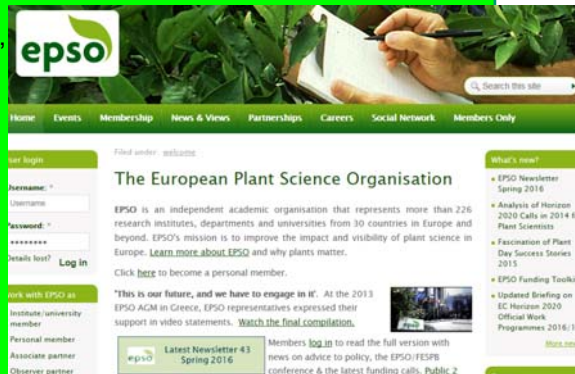 epso
Search this site
Home Events Membership News & Views Partnerships Careers Social Network Members Only
Filed under: welcome
The European Plant Science Organisation
EPSO is an independent academic organisation that represents more than 226
research institutes, departments and universities from 30 countries in Europe and
beyond. EPSO's mission is to improve the impact and visibility of plant science in
Europe. Learn more about EPSO and why plants matter.
Click here to become a personal member.
"This is our future, and we have to engage in it". At the 2013
EPSO AGM in Greece, EPSO representatives expressed their
support in video statements. Watch the final compilation.
epso
Latest Newsletter 43
Spring 2016
Members log in to read the full version with
news on advice to policy, the EPSO/FESPB
conference & the latest funding calls. Public 2
ser login
Username: *
Username
Password: *
••••••••
Details lost?
Log in
work with EPSO as
Institute/university
member
Personal member
Associate partner
Observer partner
What's new?
EPSO Newsletter
Spring 2016
Analysis of Horizon
2020 Calls in 2014 f
Plant Scientists
Fascination of Plant
Day Success Stories
2015
EPSO Funding Toolki
Updated Briefing on
EC Horizon 2020
Official Work
Programmes 2016/1
More new